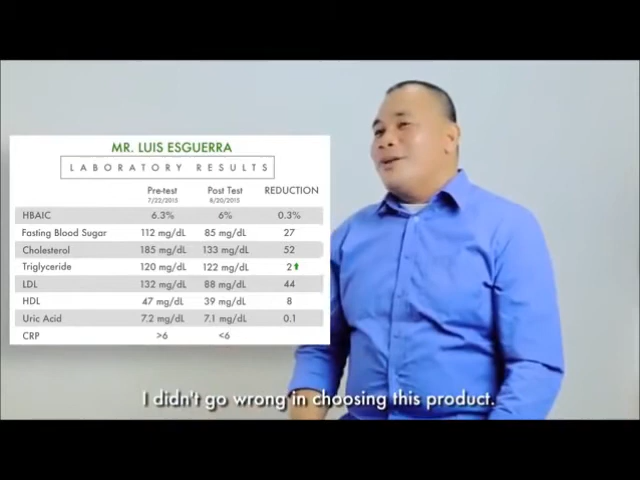 MR. LUIS ESGUERRA
LABORATORY RESULTS
Pre-test Post Test REDUCTION
7/22/2015 8/20/2015
HBAIC 6.3% 6% 0.3%
Fasting Blood Sugar 112 mg/dL 85 mg/dL 27
Cholesterol 185 mg/dL 133 mg/dL 52
Triglyceride 120 mg/dL 122 mg/dL 2
LDL 132 mg/dL 88 mg/dL 44
HDL 47 mg/dL 39 mg/dL 8
Uric Acid 7.2 mg/dL 7.1 mg/dL 0.1
CRP >6 <6
I didn't go wrong in choosing this product.